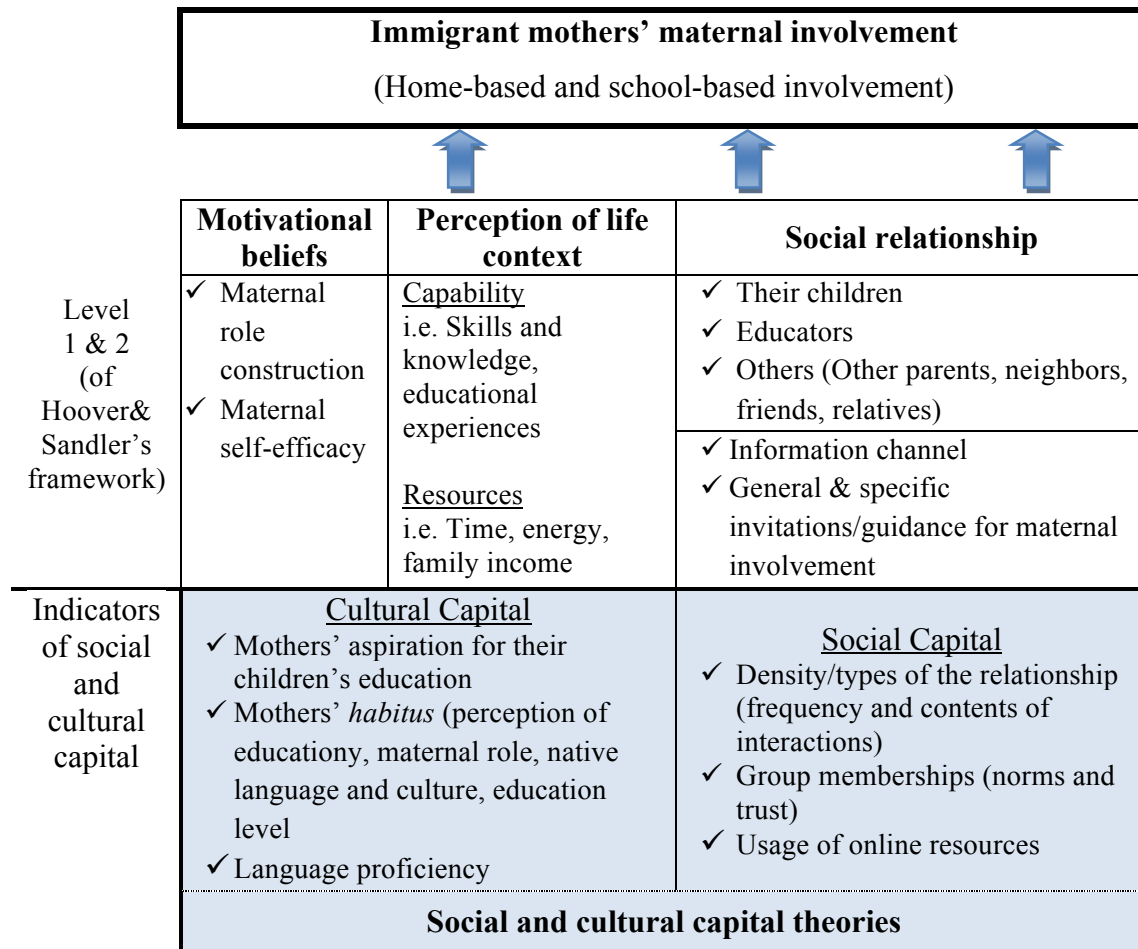 Immigrant mothers’ maternal involvement
(Home-based and school-based involvement)
Level
1 & 2
(of
Hoover&
Sandler’s
framework)
Motivational
beliefs
✓ Maternal
role
construction
✓ Maternal
self-efficacy
Perception of life
context
Capability
i.e. Skills and
knowledge,
educational
experiences
Resources
i.e. Time, energy,
family income
Social relationship
✓ Their children
✓ Educators
✓ Others (Other parents, neighbors,
friends, relatives)
✓ Information channel
✓ General & specific
invitations/guidance for maternal
involvement
Indicators
of social
and
cultural
capital
Cultural Capital
✓ Mothers’ aspiration for their
children’s education
✓ Mothers’ habitus (perception of
educationy, maternal role, native
language and culture, education
level
✓ Language proficiency
Social Capital
✓ Density/types of the relationship
(frequency and contents of
interactions)
✓ Group memberships (norms and
trust)
✓ Usage of online resources
Social and cultural capital theories